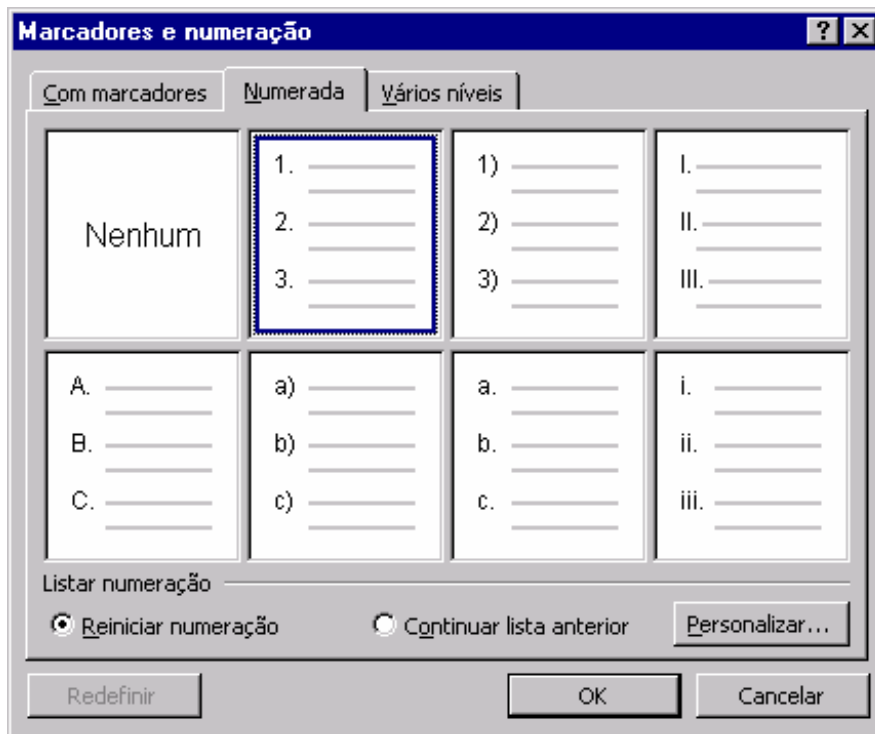 Marcadores e numeração
Com marcadores Numerada Vários níveis
Nenhum
1.
2.
3.
1)
2)
3)
I.
II.
III.
A.
B.
C.
a)
b)
c)
a.
b.
c.
i.
ii.
iii.
Listar numeração
Reiniciar numeração Continuar lista anterior Personalizar...
Redefinir OK Cancelar